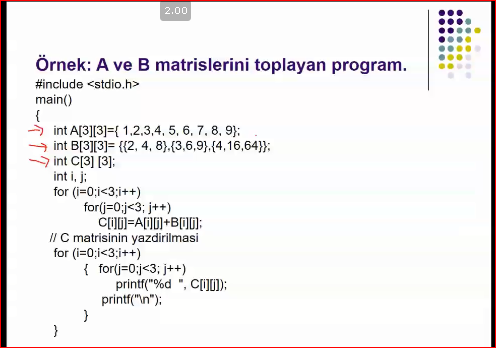 2.00
Örnek: A ve B matrislerini toplayan program.
#include <stdio.h>
main()
{
int A[3][3]={ 1,2,3,4, 5, 6, 7, 8, 9};
int B[3][3]= {{2, 4, 8},{3,6,9},{4,16,64}};
int C[3] [3];
int i, j;
for (i=0;i<3;i++)
for(j=0;j<3; j++)
C[i][j]=A[i][j]+B[i][j];
// C matrisinin yazdirilmasi
for (i=0;i<3;i++)
{ for(j=0;j<3; j++)
printf("%d ", C[i][j]);
printf("\n");
}
}